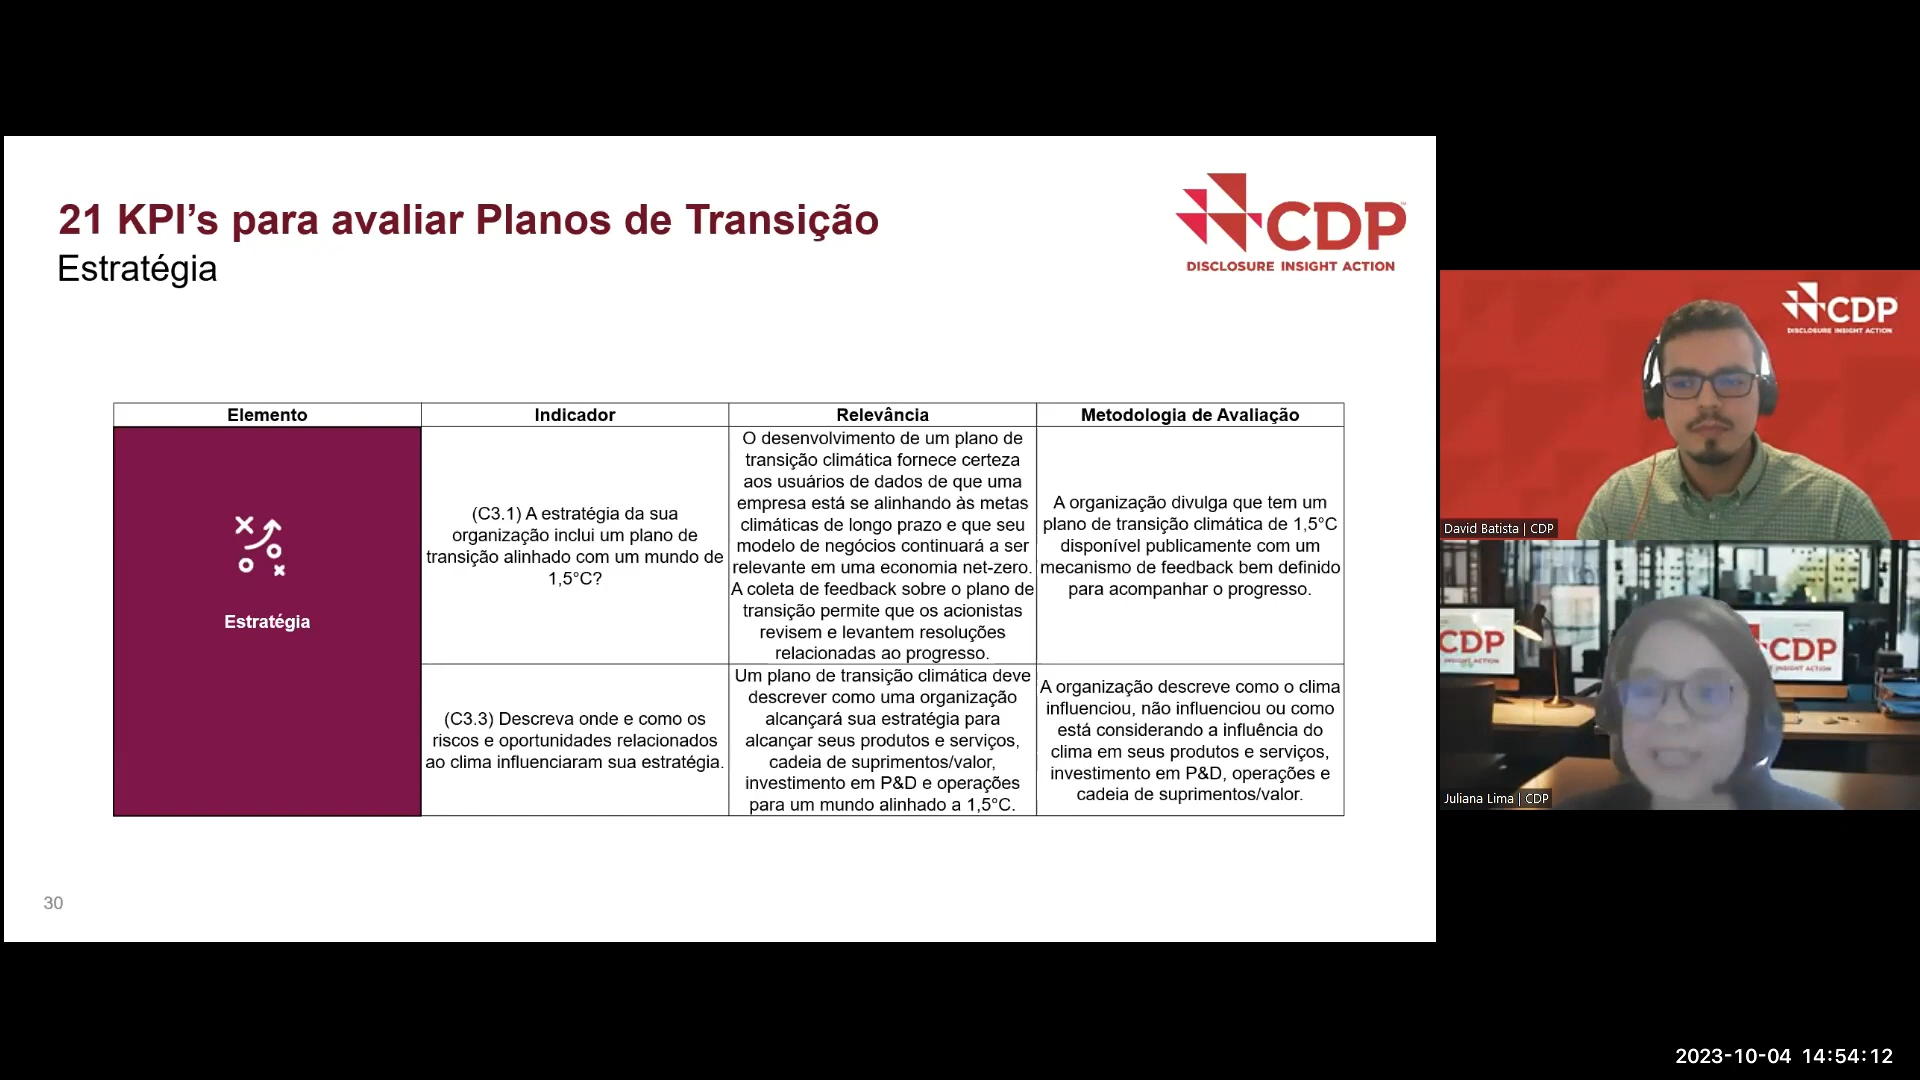 21 KPI’s para avaliar Planos de Transição
Estratégia
CDP
DISCLOSURE INSIGHT ACTION
Elemento
Indicador
Relevância
Metodologia de Avaliação
Estratégia
(C3.1) A estratégia da sua
organização inclui um plano de
transição alinhado com um mundo de
1,5°C?
O desenvolvimento de um plano de
transição climática fornece certeza
aos usuários de dados de que uma
empresa está se alinhando às metas
climáticas de longo prazo e que seu
modelo de negócios continuará a ser
relevante em uma economia net-zero.
A coleta de feedback sobre o plano de
transição permite que os acionistas
revisem e levantem resoluções
relacionadas ao progresso.
A organização divulga que tem um
plano de transição climática de 1,5°C
disponível publicamente com um
mecanismo de feedback bem definido
para acompanhar o progresso.
(C3.3) Descreva onde e como os
riscos e oportunidades relacionados
ao clima influenciaram sua estratégia.
Um plano de transição climática deve
descrever como uma organização
alcançará sua estratégia para
alcançar seus produtos e serviços,
cadeia de suprimentos/valor,
investimento em P&D e operações
para um mundo alinhado a 1,5°C.
A organização descreve como o clima
influenciou, não influenciou ou como
está considerando a influência do
clima em seus produtos e serviços,
investimento em P&D, operações e
cadeia de suprimentos/valor.
30
CDP
DISCLOSURE INSIGHT ACTION
David Batista | CDP
CDP
INSIGHT ACTION
CDP
INSIGHT ACTION
Juliana Lima | CDP
2023-10-04 14:54:12